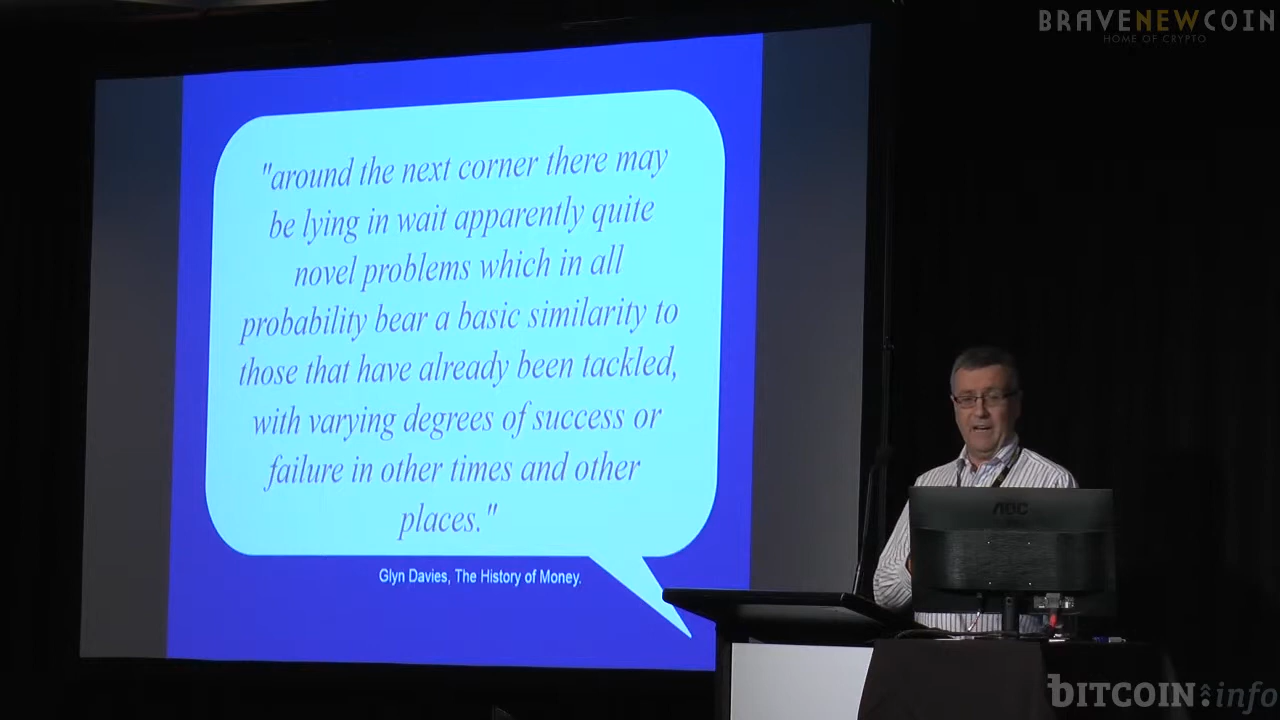 BRAVENEWCOIN
HOME OF CRYPTO
"around the next corner there may
be lying in wait apparently quite
novel problems which in all
probability bear a basic similarity to
those that have already been tackled,
with varying degrees of success or
failure in other times and other
places."
Glyn Davies, The History of Money.
AOC
BITCOIN:info